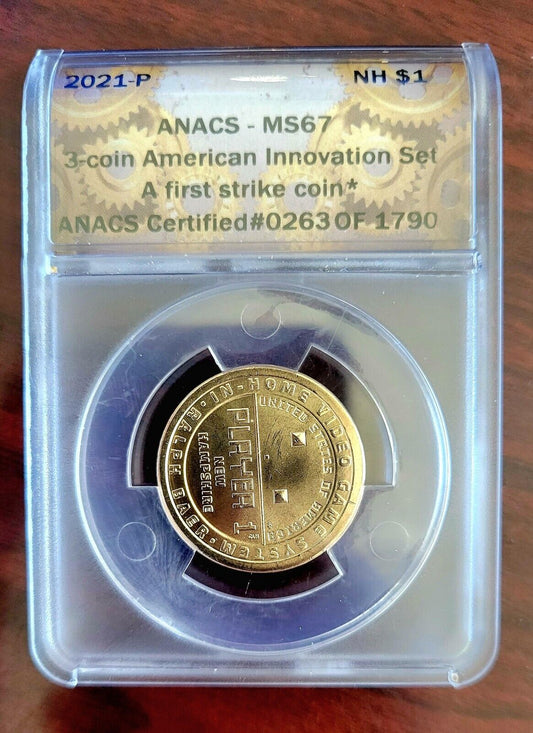 2021-P NH $1
ANACS - MS67
3-coin American Innovation Set
A first strike coin*
ANACS Certified#0263 OF 1790
IN-HOME VIDEO GAME SYSTEM · RALPH BAER ·
UNITED STATES OF AMERICA
PLAYER 1
NEW
HAMPSHIRE